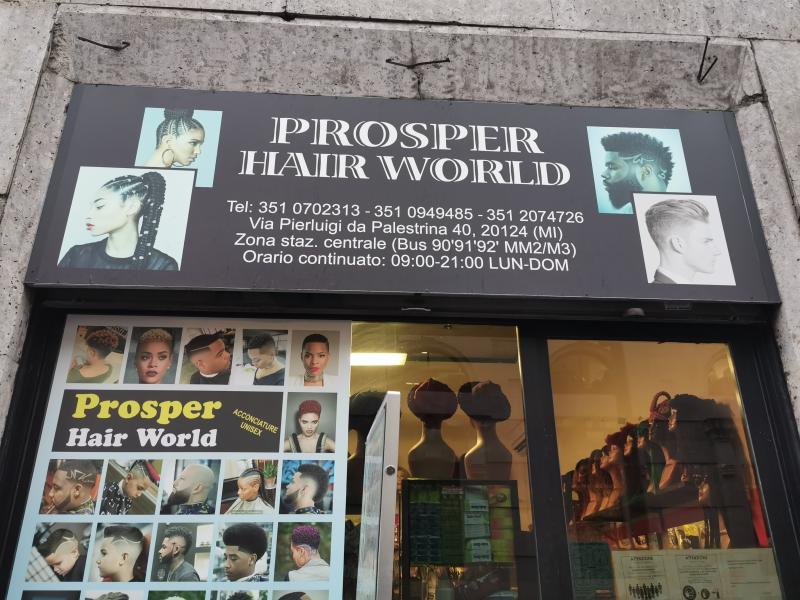 PROSPER
HAIR WORLD
Tel: 351 0702313 - 351 0949485 - 351 2074726
Via Pierluigi da Palestrina 40, 20124 (MI)
Zona staz. centrale (Bus 90'91'92' MM2/M3)
Orario continuato: 09:00-21:00 LUN-DOM
Prosper
Hair World
ACCONCIATURE
UNISEX
ATTENZIONE